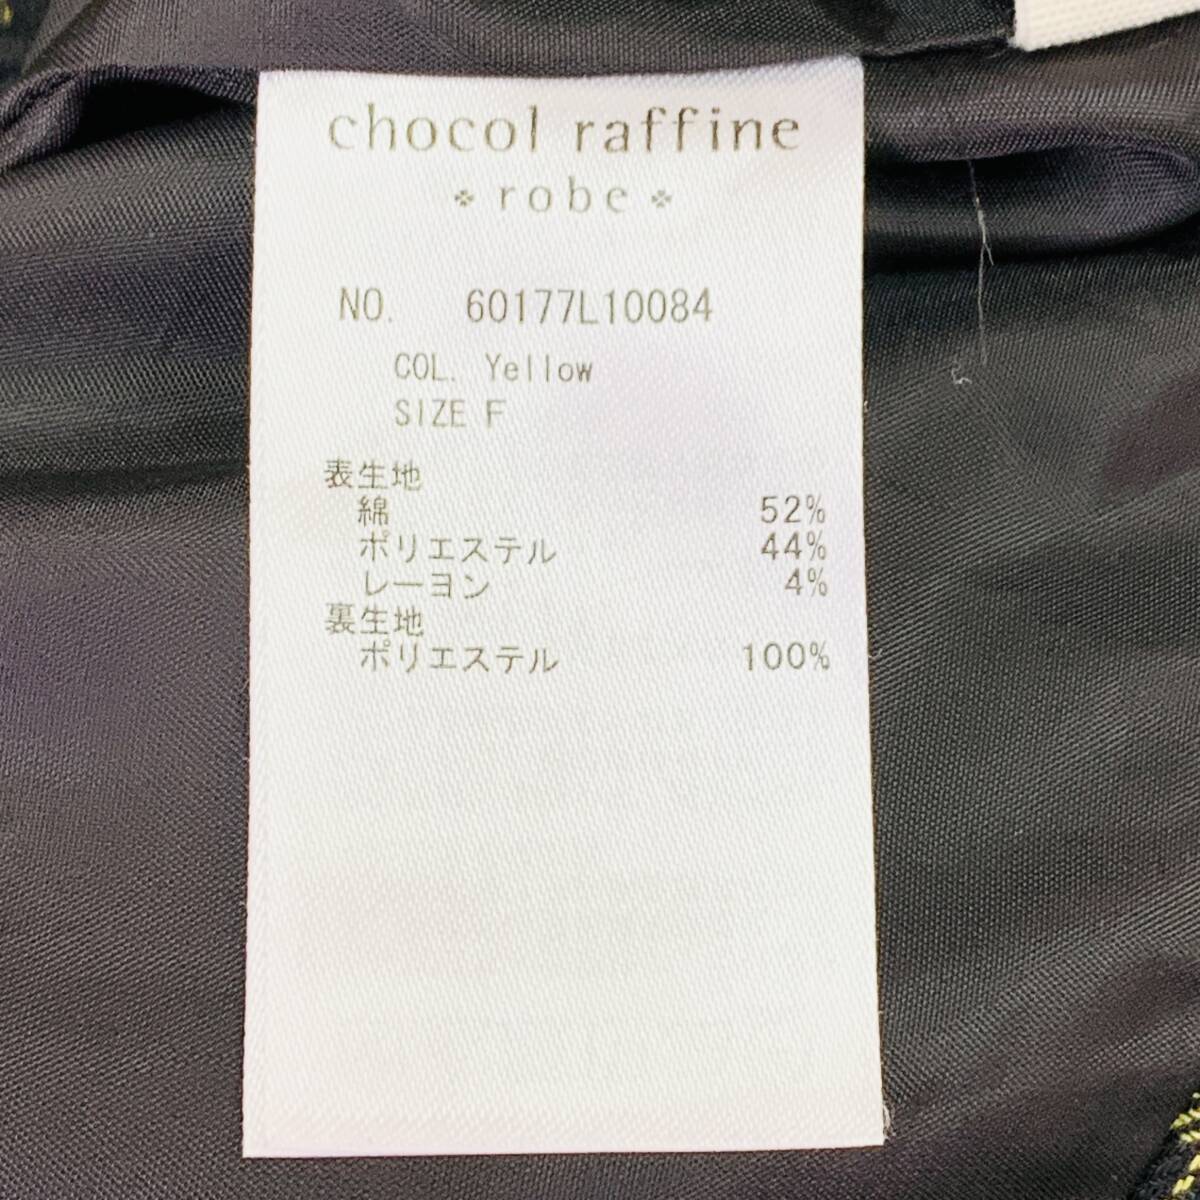 chocol raffine
robe
NO. 60177L10084
COL. Yellow
SIZE F
表生地
綿 52%
ポリエステル 44%
レーヨン 4%
裏生地
ポリエステル 100%